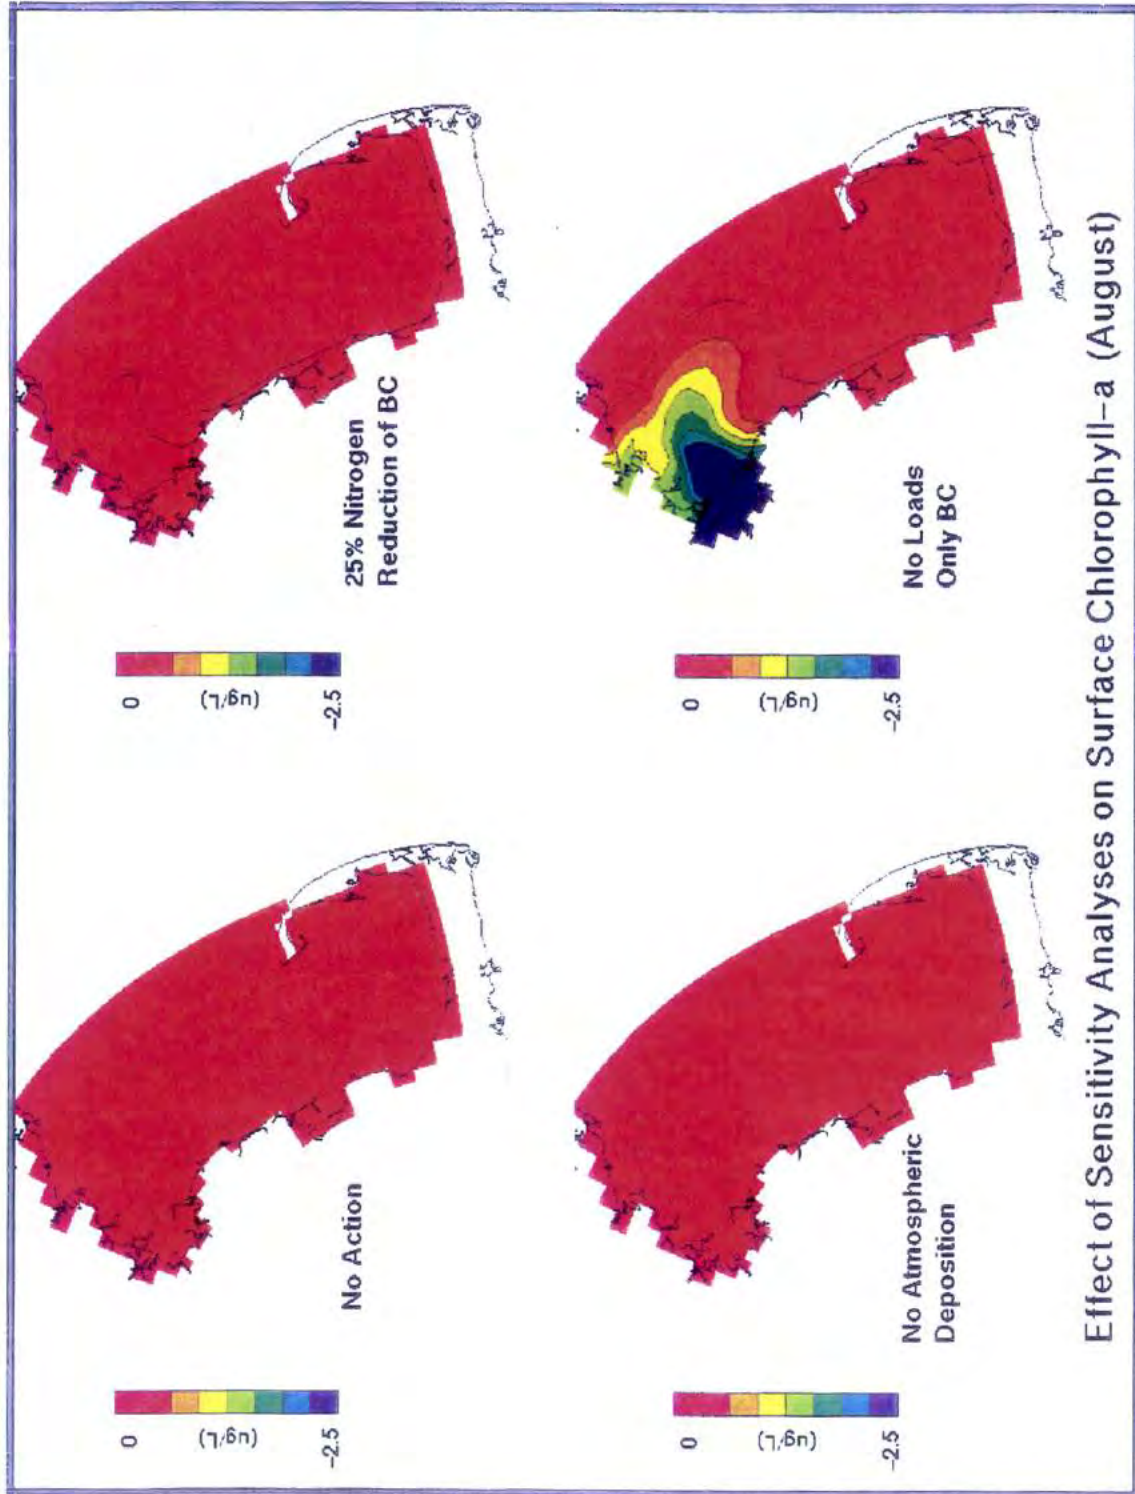 0
(ug/L)
-2.5
No Action
0
(ug/L)
-2.5
25% Nitrogen
Reduction of BC
0
(ug/L)
-2.5
No Atmospheric
Deposition
0
(ug/L)
-2.5
No Loads
Only BC
Effect of Sensitivity Analyses on Surface Chlorophyll-a (August)